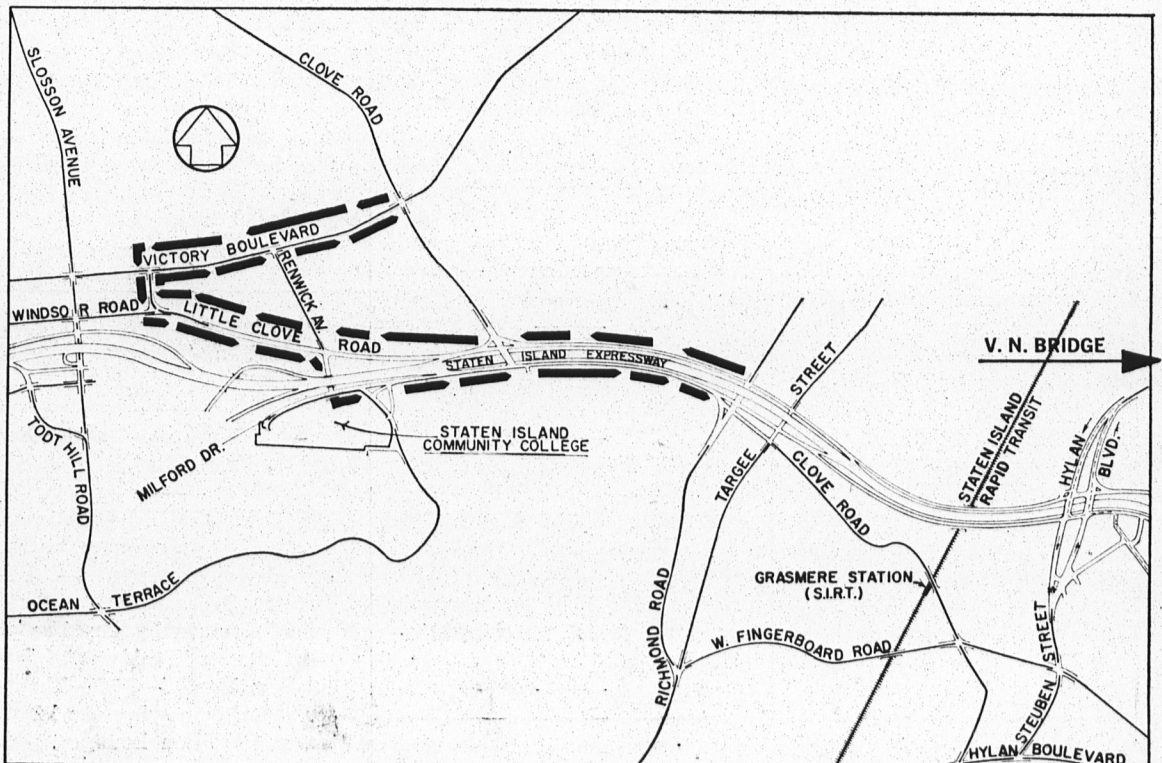 CLOVE ROAD
SLOSSON AVENUE
VICTORY BOULEVARD
RENWICK AV.
WINDSOR ROAD
LITTLE CLOVE ROAD
STATEN ISLAND EXPRESSWAY
V. N. BRIDGE
STREET
TARGEE
STATEN ISLAND
RAPID TRANSIT
HYLAN
BLVD.
TODT HILL ROAD
MILFORD DR.
STATEN ISLAND
COMMUNITY COLLEGE
CLOVE ROAD
GRASMERE STATION
(S.I.R.T.)
OCEAN TERRACE
RICHMOND ROAD
W. FINGERBOARD ROAD
STEUBEN STREET
HYLAN BOULEVARD